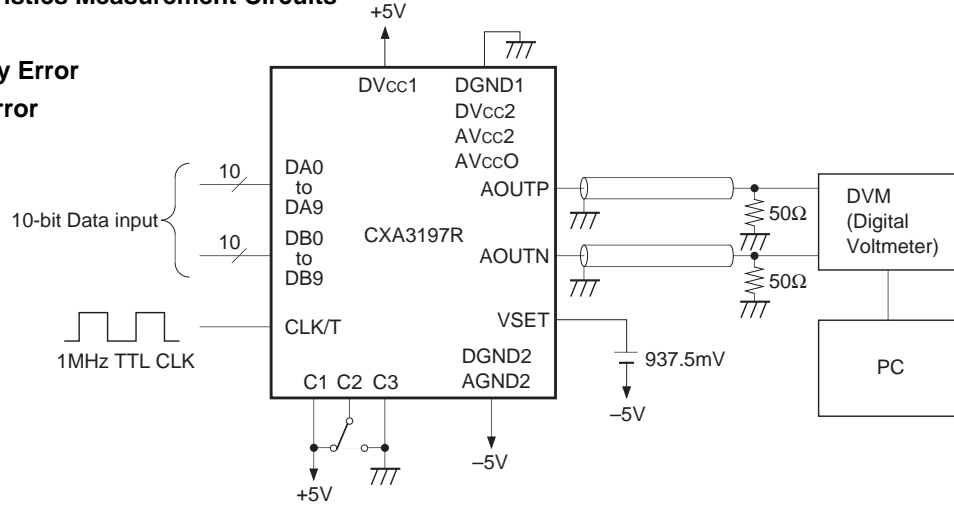 Measurement Circuits
+5V
y Error
rror
DVCC1
DGND1
DVCC2
AVCC2
AVCCO
10-bit Data input
10
DA0
to
DA9
10
DB0
to
DB9
CXA3197R
AOUTP
AOUTN
50Ω
50Ω
DVM
(Digital
Voltmeter)
1MHz TTL CLK
CLK/T
VSET
937.5mV
–5V
PC
DGND2
AGND2
C1 C2 C3
–5V
+5V